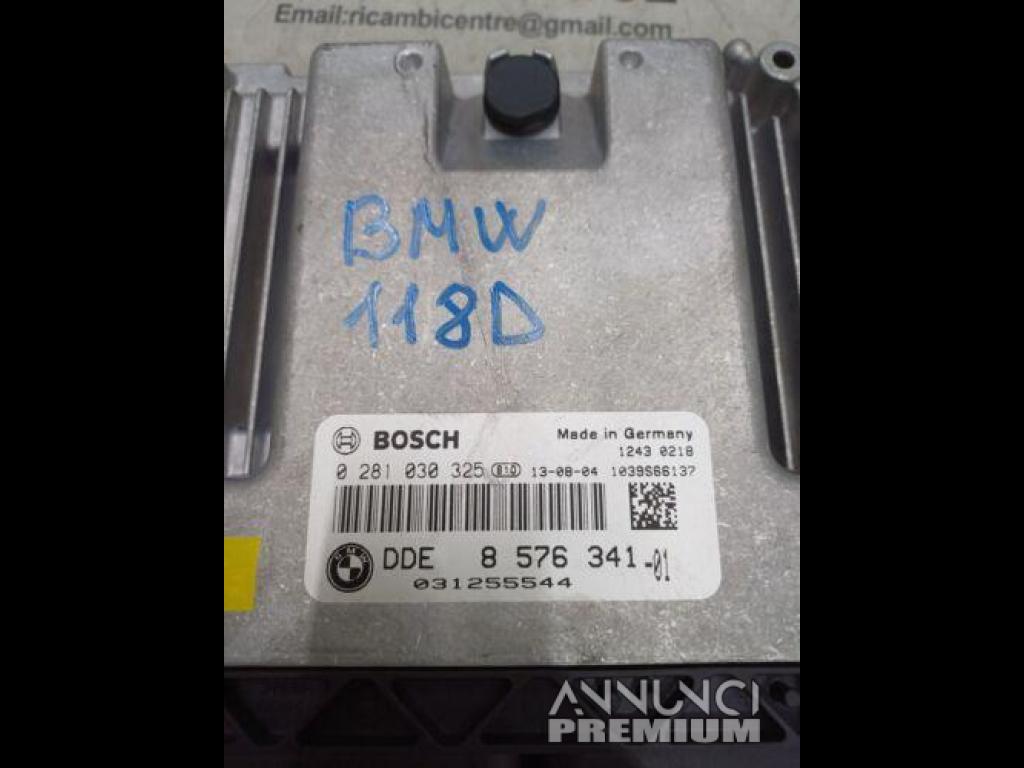 Email:ricambicentre@gmail.com
BMW
118D
BOSCH
Made in Germany
1243 0218
0 281 030 325 13-08-04 1039S66137
BMW DDE 8 576 341-01
031255544
ANNUNCI
PREMIUM